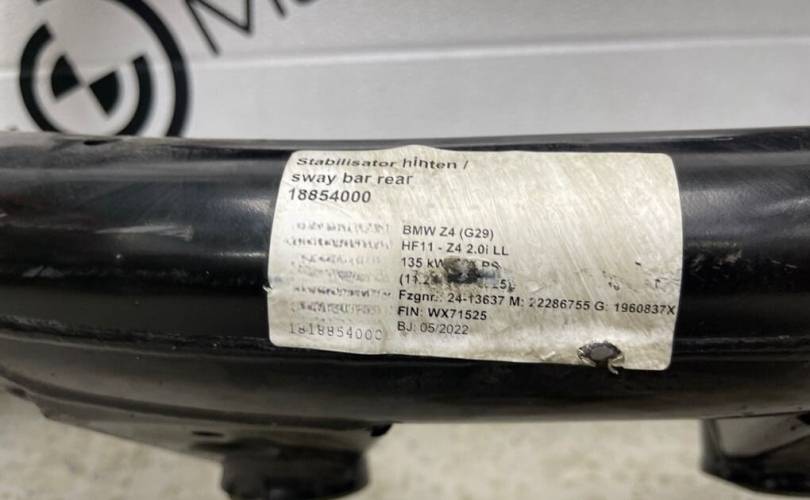 Stabilisator hinten /
sway bar rear
18854000
BMW Z4 (G29)
HF11 - Z4 2.0i LL
135 kW
Fzgnr.: 24-13637 M: 22286755 G: 1960837X
FIN: WX71525
BJ: 05/2022
1818854000